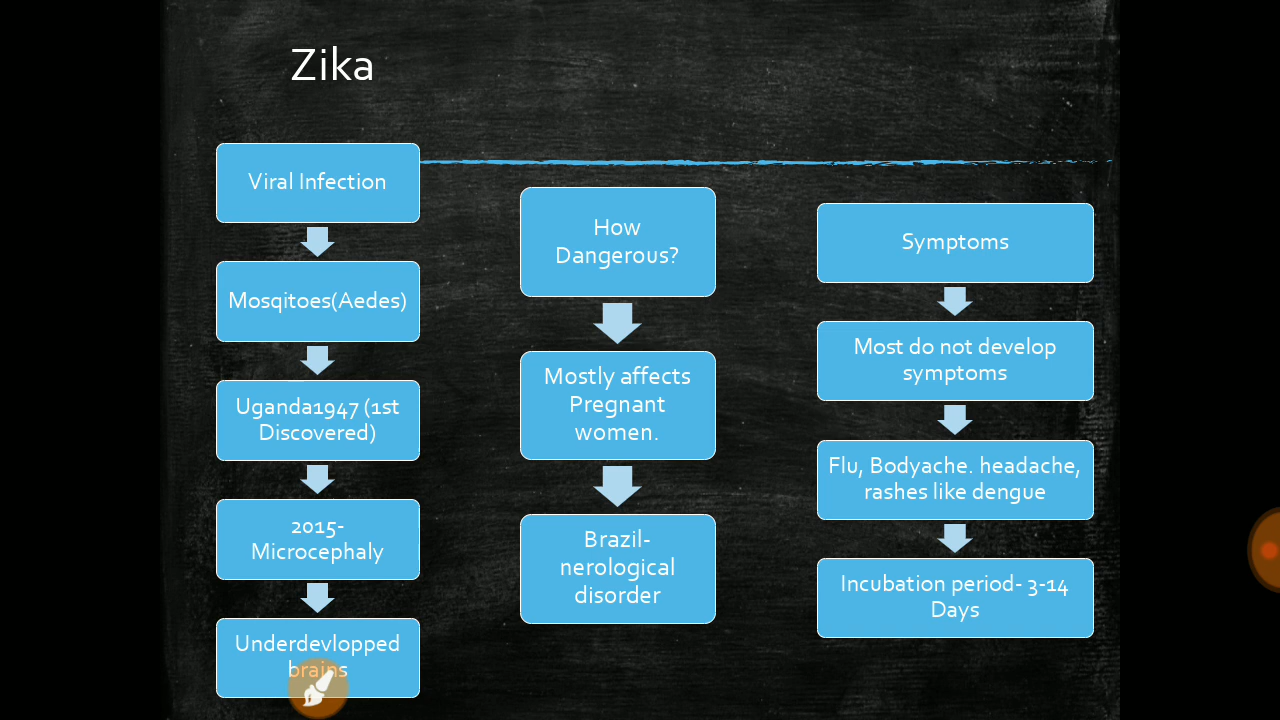 Zika
Viral Infection
Mosqitoes(Aedes)
Uganda1947 (1st
Discovered)
2015-
Microcephaly
Underdevlopped
brains
How
Dangerous?
Mostly affects
Pregnant
women.
Brazil-
nerological
disorder
Symptoms
Most do not develop
symptoms
Flu, Bodyache. headache,
rashes like dengue
Incubation period- 3-14
Days